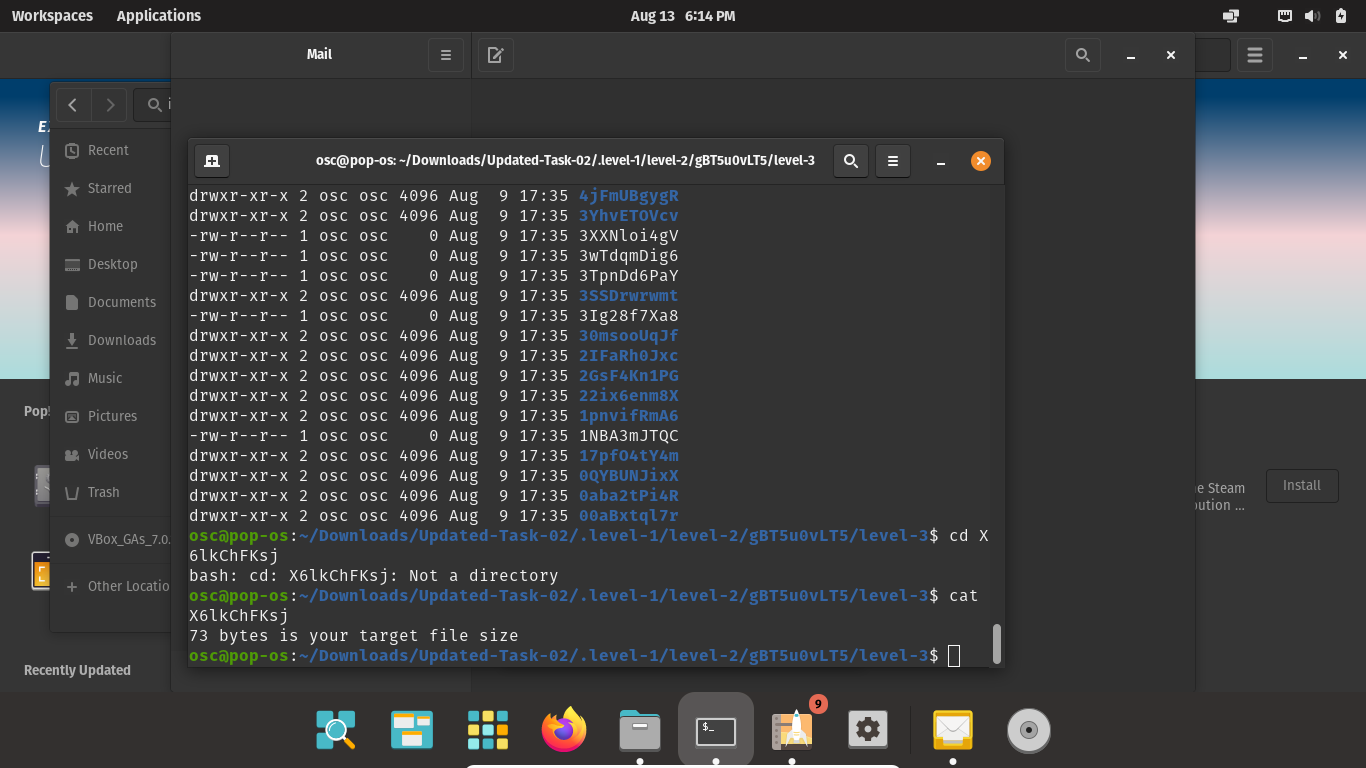 Workspaces Applications Aug 13 6:14 PM
Mail
Recent
Starred
Home
Desktop
Documents
Downloads
Music
Pictures
Videos
Trash
VBox_GAs_7.0.
Other Locatio
osc@pop-os: ~/Downloads/Updated-Task-02/.level-1/level-2/gBT5u0vLT5/level-3
drwxr-xr-x 2 osc osc 4096 Aug  9 17:35 4jFmUBgygR
drwxr-xr-x 2 osc osc 4096 Aug  9 17:35 3YhvETOVcv
-rw-r--r-- 1 osc osc    0 Aug  9 17:35 3XXNloi4gV
-rw-r--r-- 1 osc osc    0 Aug  9 17:35 3wTdqmDig6
-rw-r--r-- 1 osc osc    0 Aug  9 17:35 3TpnDd6PaY
drwxr-xr-x 2 osc osc 4096 Aug  9 17:35 3SSDrwrwmt
-rw-r--r-- 1 osc osc    0 Aug  9 17:35 3Ig28f7Xa8
drwxr-xr-x 2 osc osc 4096 Aug  9 17:35 30msooUqJf
drwxr-xr-x 2 osc osc 4096 Aug  9 17:35 2IFaRh0Jxc
drwxr-xr-x 2 osc osc 4096 Aug  9 17:35 2GsF4Kn1PG
drwxr-xr-x 2 osc osc 4096 Aug  9 17:35 22ix6enm8X
drwxr-xr-x 2 osc osc 4096 Aug  9 17:35 1pnvifRmA6
-rw-r--r-- 1 osc osc    0 Aug  9 17:35 1NBA3mJTQC
drwxr-xr-x 2 osc osc 4096 Aug  9 17:35 17pfO4tY4m
drwxr-xr-x 2 osc osc 4096 Aug  9 17:35 0QYBUNJixX
drwxr-xr-x 2 osc osc 4096 Aug  9 17:35 0aba2tPi4R
drwxr-xr-x 2 osc osc 4096 Aug  9 17:35 00aBxtql7r
osc@pop-os:~/Downloads/Updated-Task-02/.level-1/level-2/gBT5u0vLT5/level-3$ cd X
6lkChFKsj
bash: cd: X6lkChFKsj: Not a directory
osc@pop-os:~/Downloads/Updated-Task-02/.level-1/level-2/gBT5u0vLT5/level-3$ cat
X6lkChFKsj
73 bytes is your target file size
osc@pop-os:~/Downloads/Updated-Task-02/.level-1/level-2/gBT5u0vLT5/level-3$
Pop!
Recently Updated
he Steam
bution ...
Install
$_
9